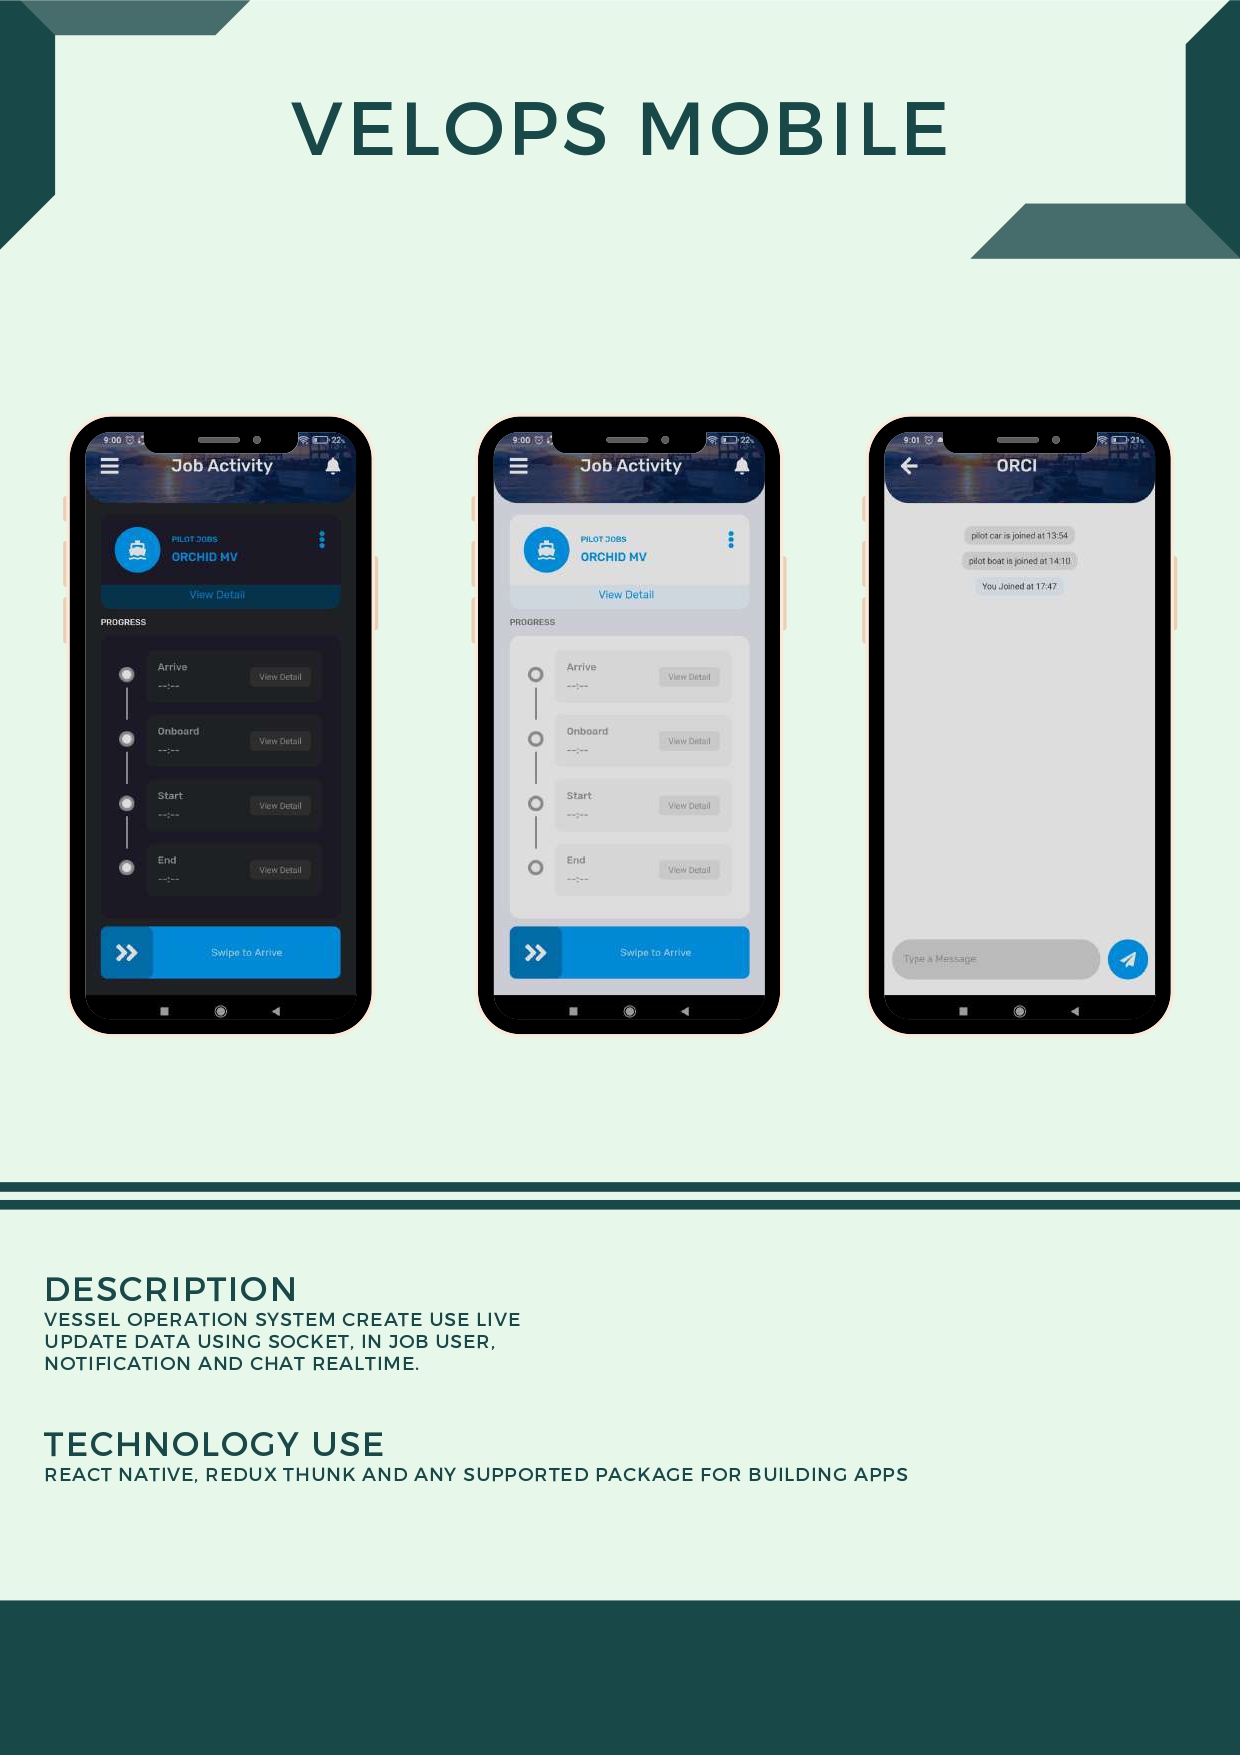 VELOPS MOBILE
9:00
22
Job Activity
PILOT JOBS
ORCHID MV
View Detail
PROGRESS
Arrive
--:--
View Detail
Onboard
--:--
View Detail
Start
--:--
View Detail
End
--:--
View Detail
Swipe to Arrive
9:00
22
Job Activity
PILOT JOBS
ORCHID MV
View Detail
PROGRESS
Arrive
--:--
View Detail
Onboard
--:--
View Detail
Start
--:--
View Detail
End
--:--
View Detail
Swipe to Arrive
9:01
21
ORCI
pilot car is joined at 13:54
pilot boat is joined at 14:10
You Joined at 17:47
Type a Message
DESCRIPTION
VESSEL OPERATION SYSTEM CREATE USE LIVE
UPDATE DATA USING SOCKET, IN JOB USER,
NOTIFICATION AND CHAT REALTIME.
TECHNOLOGY USE
REACT NATIVE, REDUX THUNK AND ANY SUPPORTED PACKAGE FOR BUILDING APPS